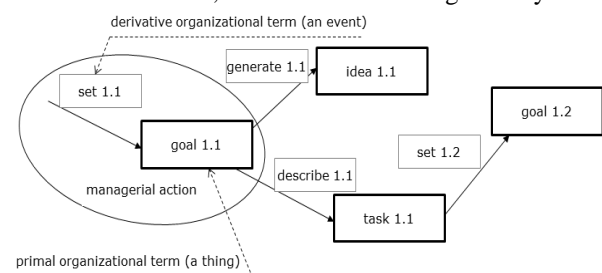 derivative organizational term (an event)
generate 1.1
idea 1.1
set 1.1
goal 1.2
goal 1.1
set 1.2
describe 1.1
managerial action
task 1.1
primal organizational term (a thing)